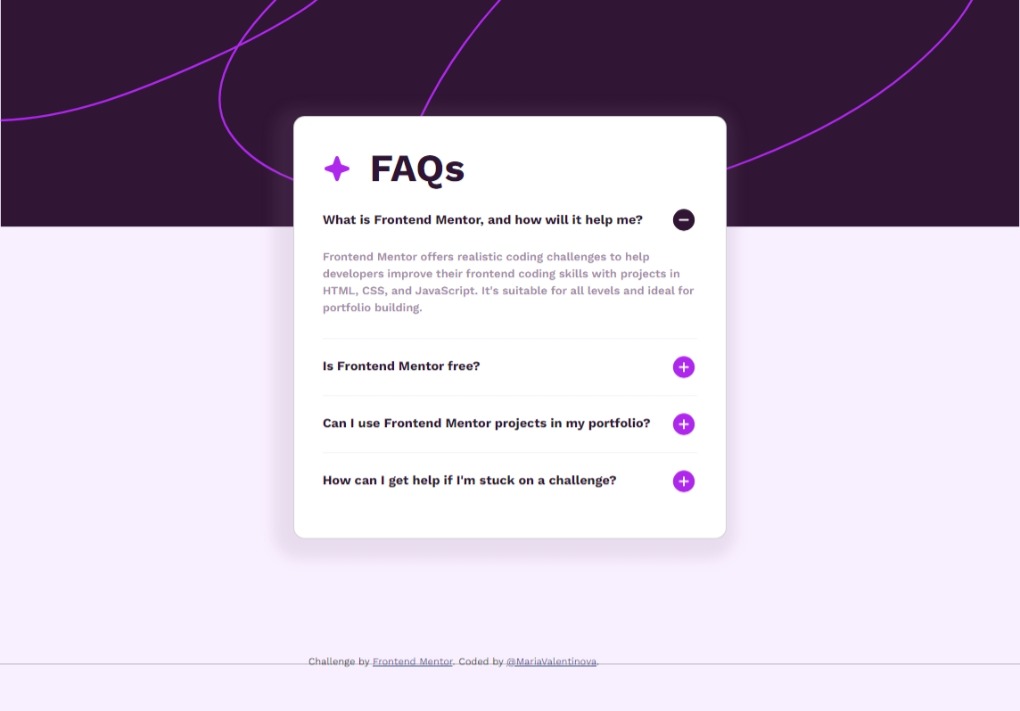 FAQs
What is Frontend Mentor, and how will it help me?
Frontend Mentor offers realistic coding challenges to help
developers improve their frontend coding skills with projects in
HTML, CSS, and JavaScript. It's suitable for all levels and ideal for
portfolio building.
Is Frontend Mentor free?
Can I use Frontend Mentor projects in my portfolio?
How can I get help if I'm stuck on a challenge?
Challenge by Frontend Mentor. Coded by @MariaValentinova.